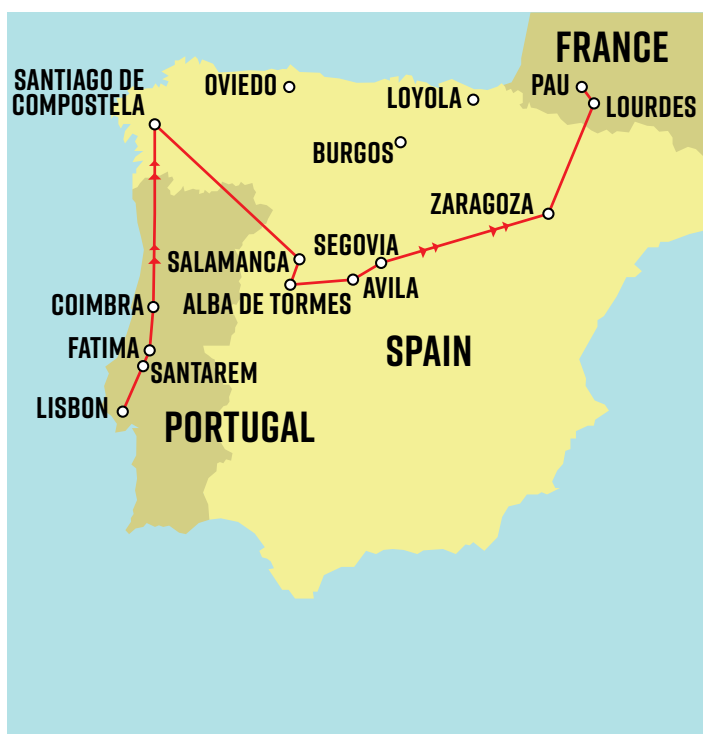 FRANCE
SANTIAGO DE
COMPOSTELA
OVIEDO
LOYOLA
PAU
LOURDES
BURGOS
ZARAGOZA
SEGOVIA
SALAMANCA
AVILA
ALBA DE TORMES
COIMBRA
FATIMA
SPAIN
SANTAREM
LISBON
PORTUGAL